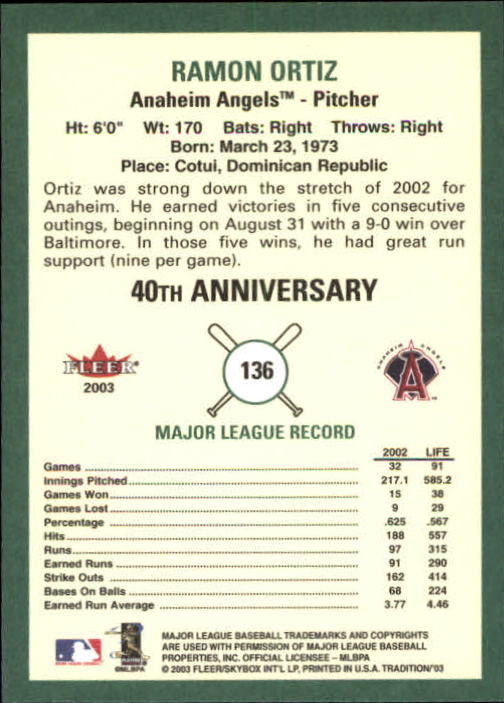 RAMON ORTIZ
Anaheim Angels™ - Pitcher
Ht: 6'0" Wt: 170 Bats: Right Throws: Right
Born: March 23, 1973
Place: Cotui, Dominican Republic
Ortiz was strong down the stretch of 2002 for
Anaheim. He earned victories in five consecutive
outings, beginning on August 31 with a 9-0 win over
Baltimore. In those five wins, he had great run
support (nine per game).
40TH ANNIVERSARY
FLEER®
2003
136
ANAHEIM ANGELS
A
MAJOR LEAGUE RECORD
2002 LIFE
Games 32 91
Innings Pitched 217.1 585.2
Games Won 15 38
Games Lost 9 29
Percentage .625 .567
Hits 188 557
Runs 97 315
Earned Runs 91 290
Strike Outs 162 414
Bases On Balls 68 224
Earned Run Average 3.77 4.46
©MLBPA
MAJOR LEAGUE BASEBALL TRADEMARKS AND COPYRIGHTS
ARE USED WITH PERMISSION OF MAJOR LEAGUE BASEBALL
PROPERTIES, INC. OFFICIAL LICENSEE – MLBPA
© 2003 FLEER/SKYBOX INT'L LP, PRINTED IN U.S.A. TRADITION'03